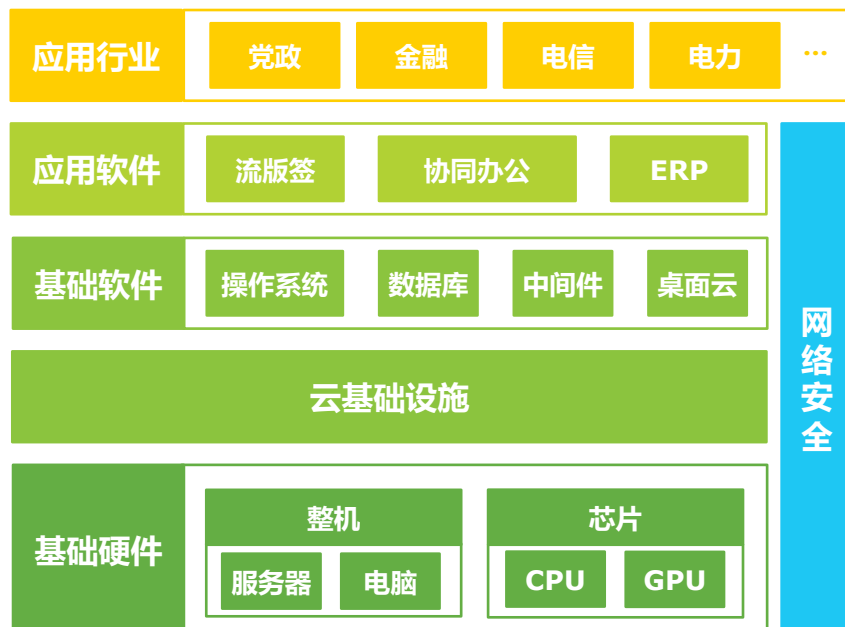 应用行业
党政
金融
电信
电力
...
应用软件
流版签
协同办公
ERP
基础软件
操作系统
数据库
中间件
桌面云
云基础设施
基础硬件
整机
服务器
电脑
芯片
CPU
GPU
网络安全